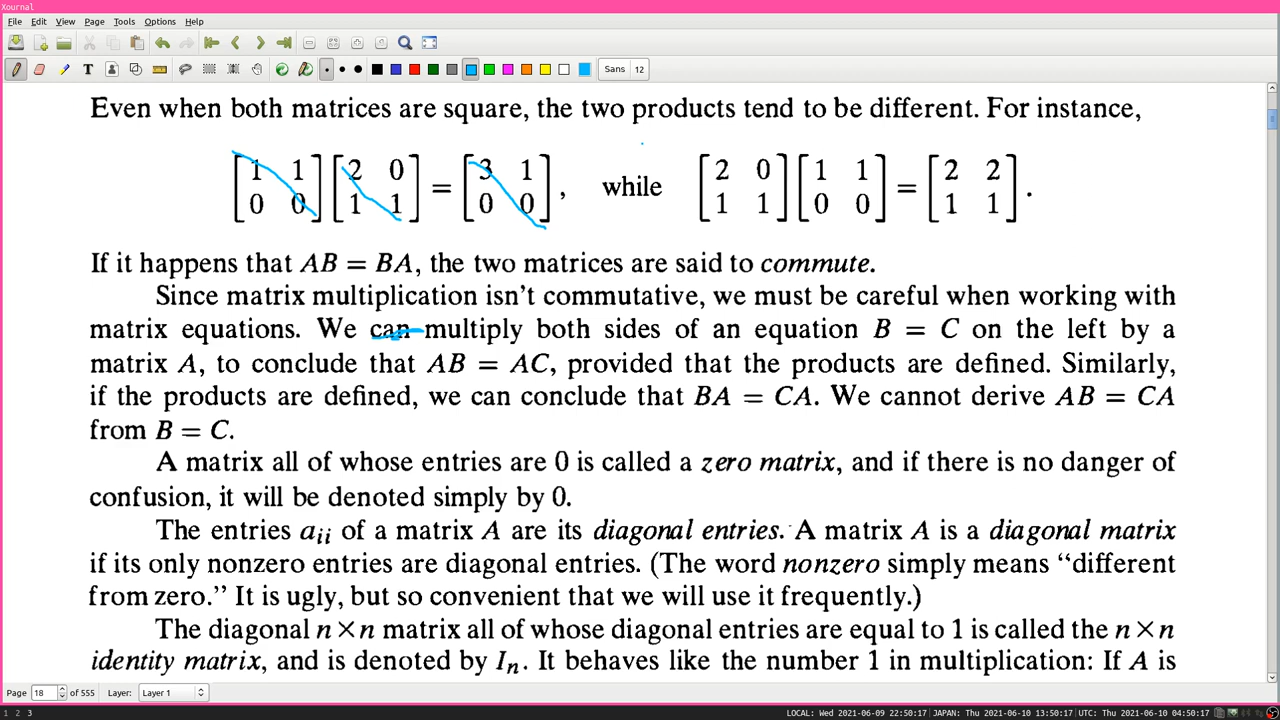 Xournal
File Edit View Page Tools Options Help
Sans 12
Even when both matrices are square, the two products tend to be different. For instance,
[1 1] [2 0] = [3 1] , while [2 0] [1 1] = [2 2] .
[0 0] [1 1] [0 0] [1 1] [0 0] [1 1]
If it happens that AB = BA, the two matrices are said to commute.
Since matrix multiplication isn't commutative, we must be careful when working with
matrix equations. We can multiply both sides of an equation B = C on the left by a
matrix A, to conclude that AB = AC, provided that the products are defined. Similarly,
if the products are defined, we can conclude that BA = CA. We cannot derive AB = CA
from B = C.
A matrix all of whose entries are 0 is called a zero matrix, and if there is no danger of
confusion, it will be denoted simply by 0.
The entries aᵢᵢ of a matrix A are its diagonal entries. A matrix A is a diagonal matrix
if its only nonzero entries are diagonal entries. (The word nonzero simply means “different
from zero.” It is ugly, but so convenient that we will use it frequently.)
The diagonal n × n matrix all of whose diagonal entries are equal to 1 is called the n × n
identity matrix, and is denoted by Iₙ. It behaves like the number 1 in multiplication: If A is
Page 18 of 555 Layer: Layer 1
1 2 3 LOCAL: Wed 2021-06-09 22:50:17 | JAPAN: Thu 2021-06-10 13:50:17 | UTC: Thu 2021-06-10 04:50:17